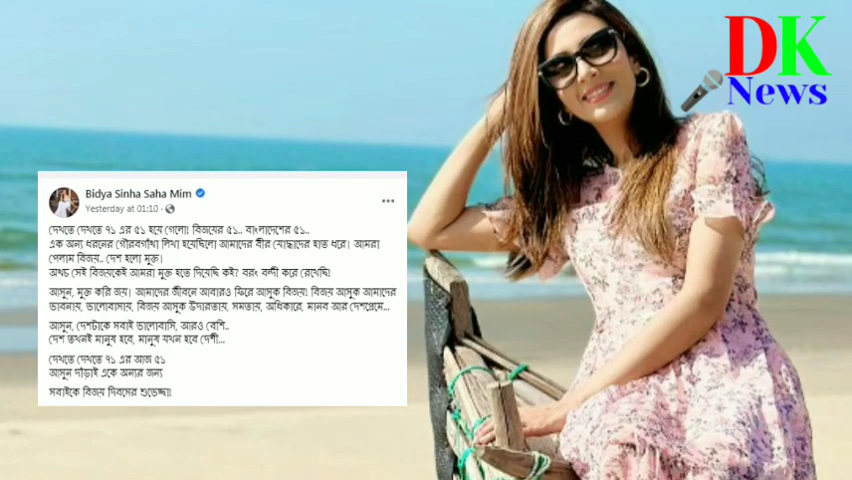 DK
News
Bidya Sinha Saha Mim
Yesterday at 01:10 ·
দেখতে দেখতে ৭১ এর ৫১ হয়ে গেলো! বিজয়ের ৫১.. বাংলাদেশের ৫১..
এক অন্য ধরনের গৌরবগাঁথা লিখা হয়েছিলো আমাদের বীর যোদ্ধাদের হাত ধরে। আমরা
পেলাম বিজয়.. দেশ হলো মুক্ত।
অথচ সেই বিজয়কেই আমরা মুক্ত হতে দিয়েছি কই? বরং বন্দী করে রেখেছি!
আসুন, মুক্ত করি জয়। আমাদের জীবনে আবারও ফিরে আসুক বিজয়! বিজয় আসুক আমাদের
ভাবনায়, ভালোবাসায়, বিজয় আসুক উদারতায়, সমতায়, অধিকারে, মানব আর দেশপ্রেমে...
আসুন, দেশটাকে সবাই ভালোবাসি, আরও বেশি..
দেশ তখনই মানুষ হবে, মানুষ যখন হবে দেশী...
দেখতে দেখতে ৭১ এর আজ ৫১
আসুন দাঁড়াই একে অন্যের জন্য
সবাইকে বিজয় দিবসের শুভেচ্ছা!